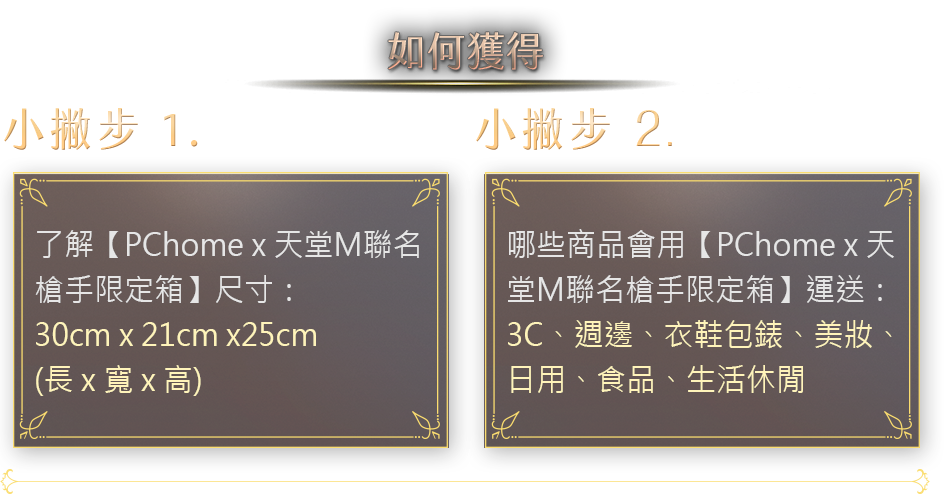 如何獲得
小撇步 1.
了解【PChome x 天堂M聯名
槍手限定箱】尺寸：
30cm x 21cm x25cm
(長 x 寬 x 高)
小撇步 2.
哪些商品會用【PChome x 天
堂M聯名槍手限定箱】運送：
3C、週邊、衣鞋包錶、美妝、
日用、食品、生活休閒